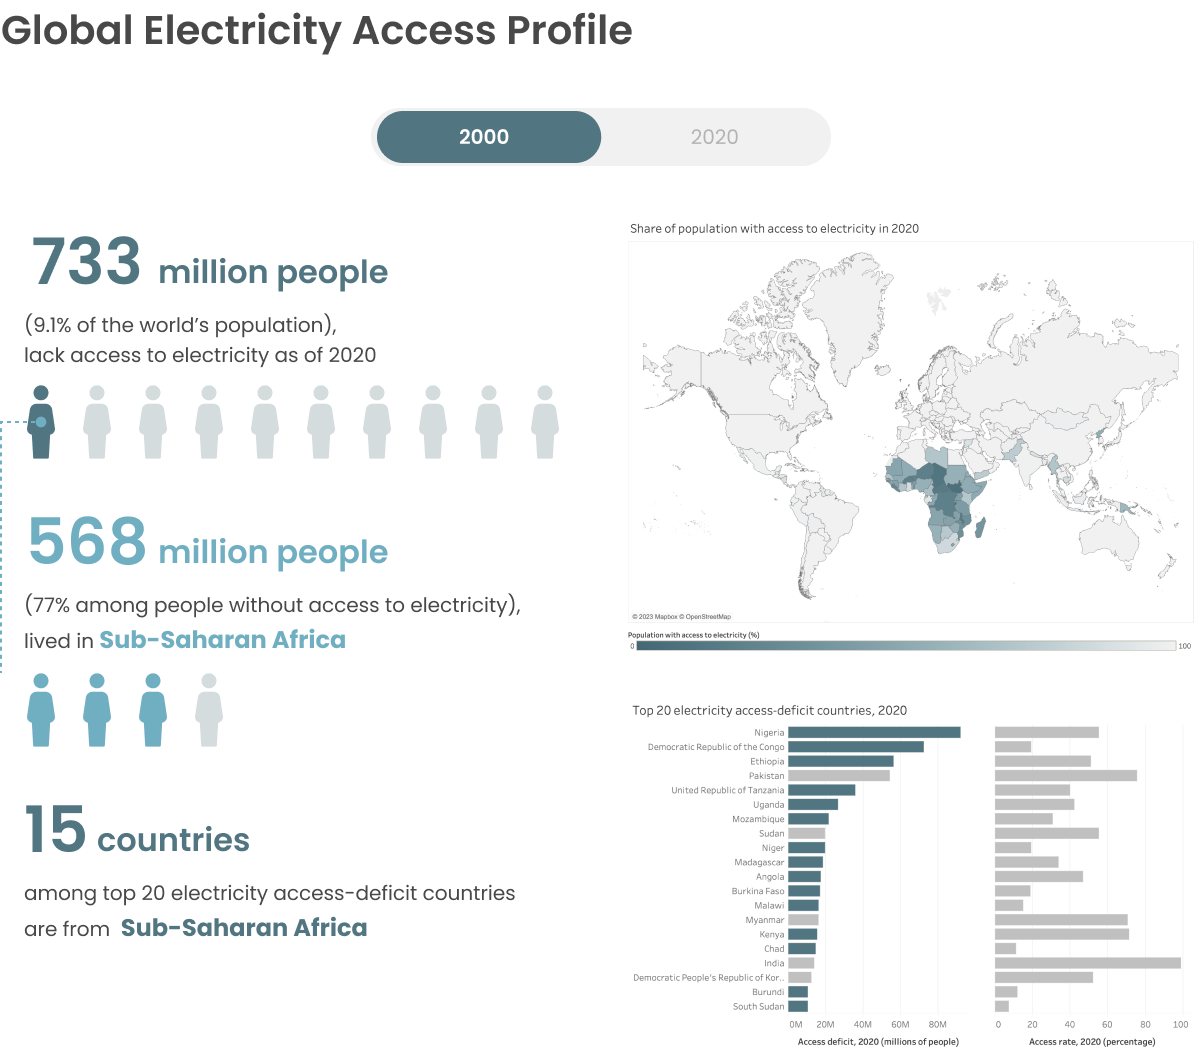 Global Electricity Access Profile
2000
2020
733 million people
(9.1% of the world's population),
lack access to electricity as of 2020
568 million people
(77% among people without access to electricity),
lived in Sub-Saharan Africa
15 countries
among top 20 electricity access-deficit countries
are from Sub-Saharan Africa
Share of population with access to electricity in 2020
© 2023 Mapbox © OpenStreetMap
Population with access to electricity (%)
0
100
Top 20 electricity access-deficit countries, 2020
Nigeria
Democratic Republic of the Congo
Ethiopia
Pakistan
United Republic of Tanzania
Uganda
Mozambique
Sudan
Niger
Madagascar
Angola
Burkina Faso
Malawi
Myanmar
Kenya
Chad
India
Democratic People's Republic of Kor..
Burundi
South Sudan
0M 20M 40M 60M 80M
Access deficit, 2020 (millions of people)
0 20 40 60 80 100
Access rate, 2020 (percentage)